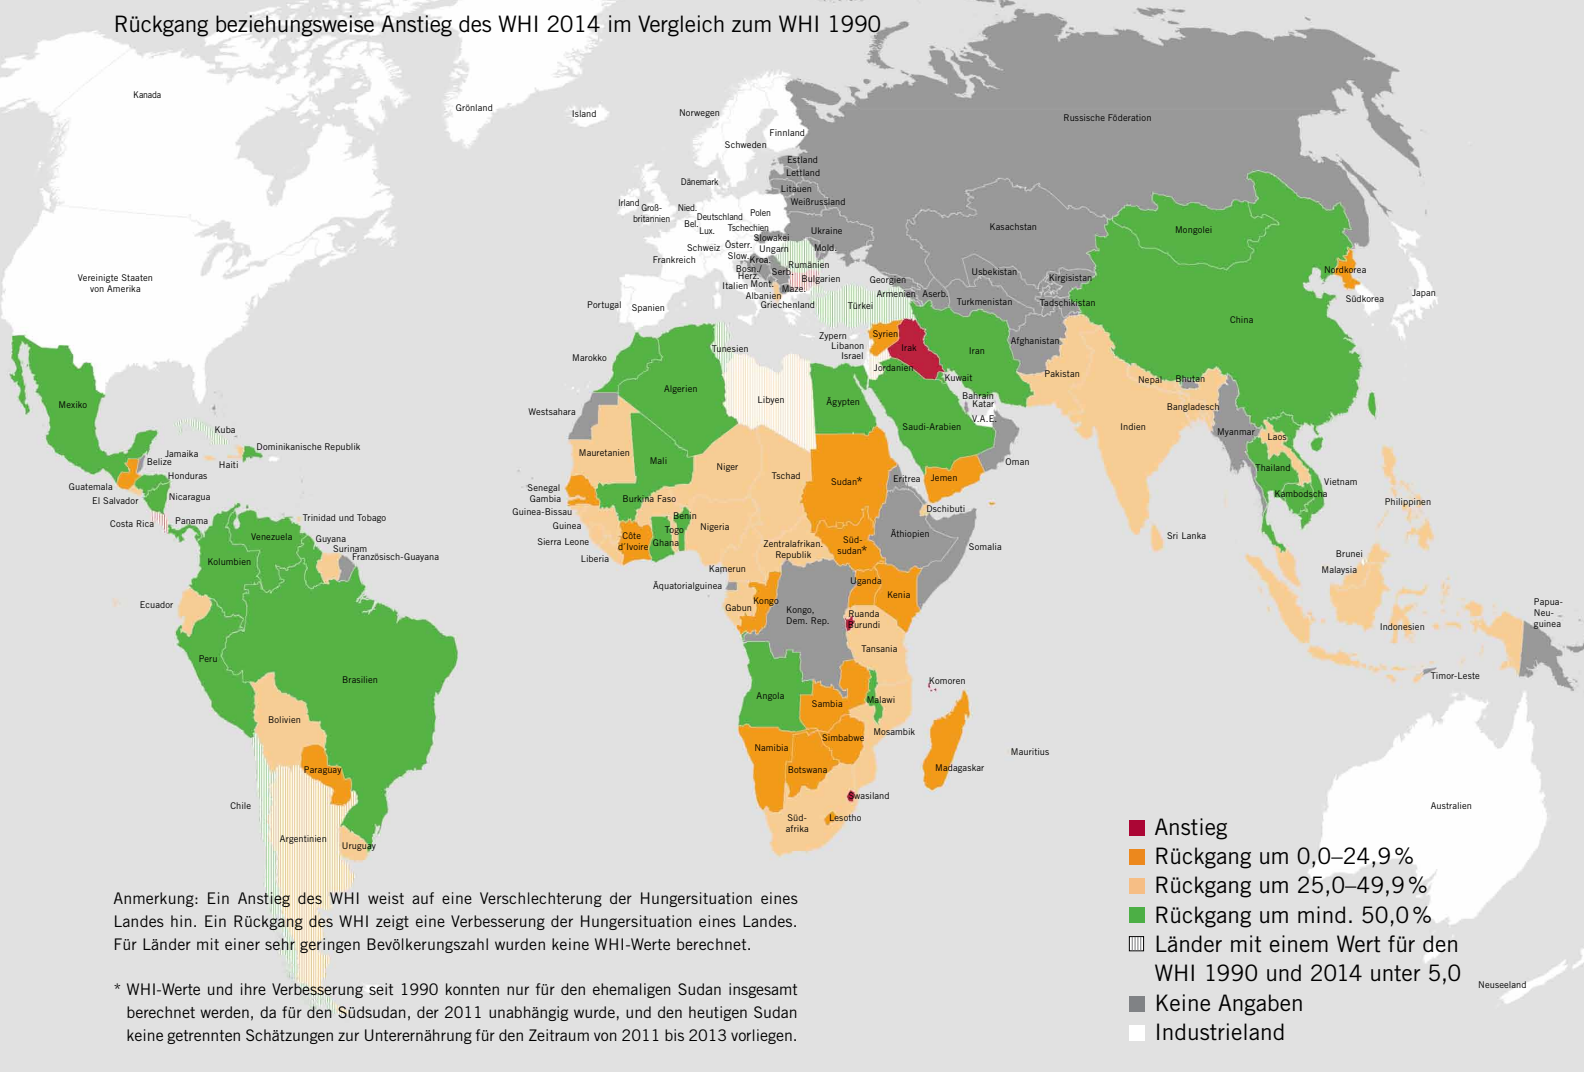 Rückgang beziehungsweise Anstieg des WHI 2014 im Vergleich zum WHI 1990
Kanada
Grönland
Island
Norwegen
Finnland
Schweden
Russische Föderation
Estland
Lettland
Litauen
Weißrussland
Dänemark
Irland
Groß-
britannien
Nied.
Bel.
Lux.
Deutschland
Polen
Tschechien
Slowakei
Ukraine
Schweiz
Österr.
Ungarn
Mold.
Slow.
Kroa.
Frankreich
Bosn./
Herz.
Serb.
Rumänien
Bulgarien
Italien
Mont.
Maze.
Albanien
Griechenland
Portugal
Spanien
Türkei
Georgien
Armenien
Aserb.
Kasachstan
Usbekistan
Kirgisistan
Turkmenistan
Tadschikistan
Mongolei
Nordkorea
Südkorea
Japan
China
Vereinigte Staaten
von Amerika
Zypern
Libanon
Israel
Syrien
Irak
Iran
Afghanistan
Jordanien
Kuwait
Bahrain
Katar
V.A.E.
Pakistan
Nepal
Bhutan
Bangladesch
Indien
Myanmar
Laos
Thailand
Vietnam
Kambodscha
Philippinen
Sri Lanka
Brunei
Malaysia
Indonesien
Papua-
Neu-
guinea
Timor-Leste
Marokko
Tunesien
Algerien
Libyen
Ägypten
Saudi-Arabien
Oman
Jemen
Westsahara
Mauretanien
Mali
Niger
Tschad
Sudan*
Eritrea
Dschibuti
Senegal
Gambia
Guinea-Bissau
Guinea
Sierra Leone
Liberia
Burkina Faso
Côte
d'Ivoire
Ghana
Togo
Benin
Nigeria
Zentralafrikan.
Republik
Süd-
sudan*
Äthiopien
Somalia
Kamerun
Äquatorialguinea
Gabun
Kongo
Kongo,
Dem. Rep.
Uganda
Kenia
Ruanda
Burundi
Tansania
Komoren
Angola
Sambia
Malawi
Mosambik
Simbabwe
Namibia
Botswana
Madagaskar
Mauritius
Swasiland
Süd-
afrika
Lesotho
Mexiko
Kuba
Dominikanische Republik
Jamaika
Haiti
Belize
Honduras
Guatemala
El Salvador
Nicaragua
Costa Rica
Panama
Trinidad und Tobago
Venezuela
Guyana
Surinam
Französisch-Guayana
Kolumbien
Ecuador
Peru
Brasilien
Bolivien
Paraguay
Chile
Argentinien
Uruguay
Australien
Neuseeland
Anstieg
Rückgang um 0,0–24,9%
Rückgang um 25,0–49,9%
Rückgang um mind. 50,0%
Länder mit einem Wert für den
WHI 1990 und 2014 unter 5,0
Keine Angaben
Industrieland
Anmerkung: Ein Anstieg des WHI weist auf eine Verschlechterung der Hungersituation eines
Landes hin. Ein Rückgang des WHI zeigt eine Verbesserung der Hungersituation eines Landes.
Für Länder mit einer sehr geringen Bevölkerungszahl wurden keine WHI-Werte berechnet.
* WHI-Werte und ihre Verbesserung seit 1990 konnten nur für den ehemaligen Sudan insgesamt
berechnet werden, da für den Südsudan, der 2011 unabhängig wurde, und den heutigen Sudan
keine getrennten Schätzungen zur Unterernährung für den Zeitraum von 2011 bis 2013 vorliegen.